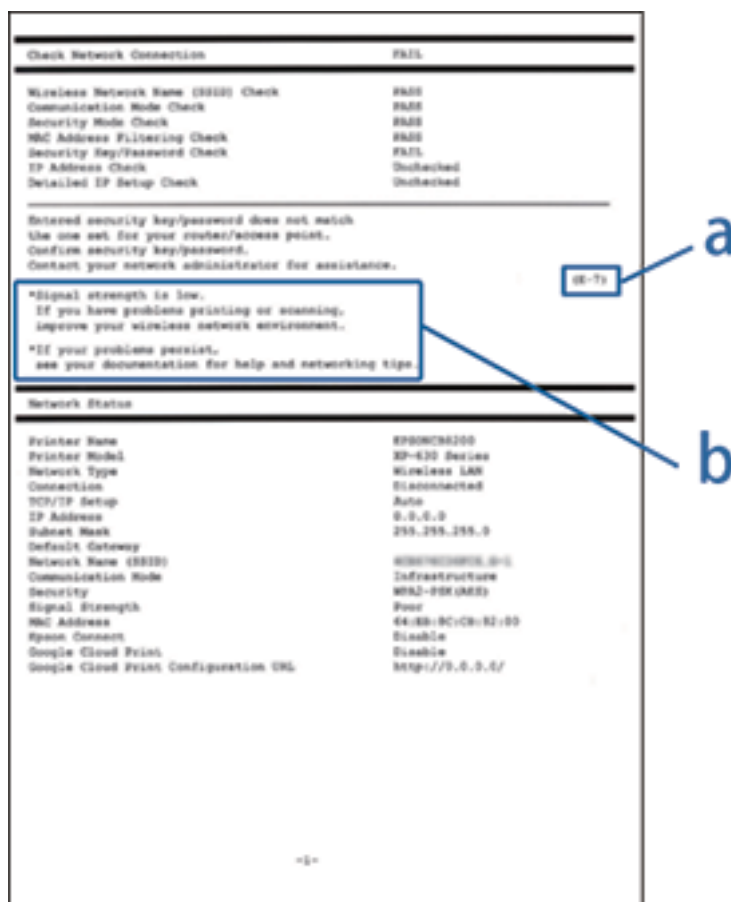 Check Network Connection FAIL
Wireless Network Name (SSID) Check PASS
Communication Mode Check PASS
Security Mode Check PASS
MAC Address Filtering Check PASS
Security Key/Password Check FAIL
IP Address Check Unchecked
Detailed IP Setup Check Unchecked
Entered security key/password does not match
the one set for your router/access point.
Confirm security key/password.
Contact your network administrator for assistance.
a
(E-7)
*Signal strength is low.
If you have problems printing or scanning,
improve your wireless network environment.
*If your problems persist,
see your documentation for help and networking tips.
b
Network Status
Printer Name
Printer Model XP-630 Series
Network Type Wireless LAN
Connection Disconnected
TCP/IP Setup Auto
IP Address 0.0.0.0
Subnet Mask 255.255.255.0
Default Gateway
Network Name (SSID)
Communication Mode Infrastructure
Security WPA2-PSK(AES)
Signal Strength Poor
MAC Address
Epson Connect Disable
Google Cloud Print Disable
Google Cloud Print Configuration URL http://0.0.0.0/
-1-